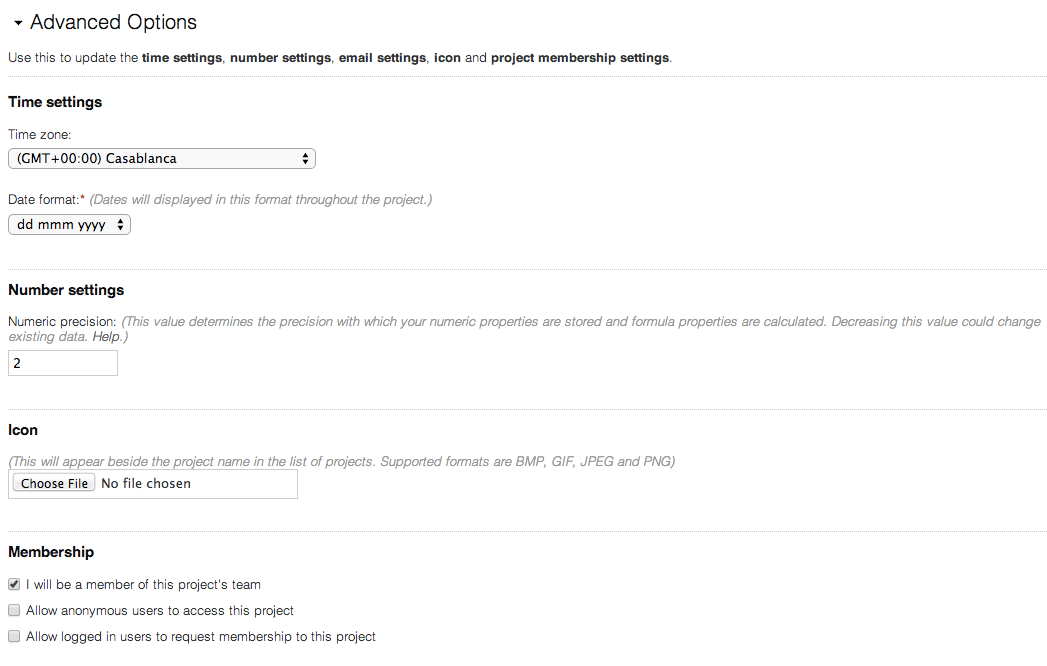 Advanced Options
Use this to update the time settings, number settings, email settings, icon and project membership settings.
Time settings
Time zone:
(GMT+00:00) Casablanca
Date format:* (Dates will displayed in this format throughout the project.)
dd mmm yyyy
Number settings
Numeric precision: (This value determines the precision with which your numeric properties are stored and formula properties are calculated. Decreasing this value could change
existing data. Help.)
2
Icon
(This will appear beside the project name in the list of projects. Supported formats are BMP, GIF, JPEG and PNG)
Choose File No file chosen
Membership
I will be a member of this project's team
Allow anonymous users to access this project
Allow logged in users to request membership to this project